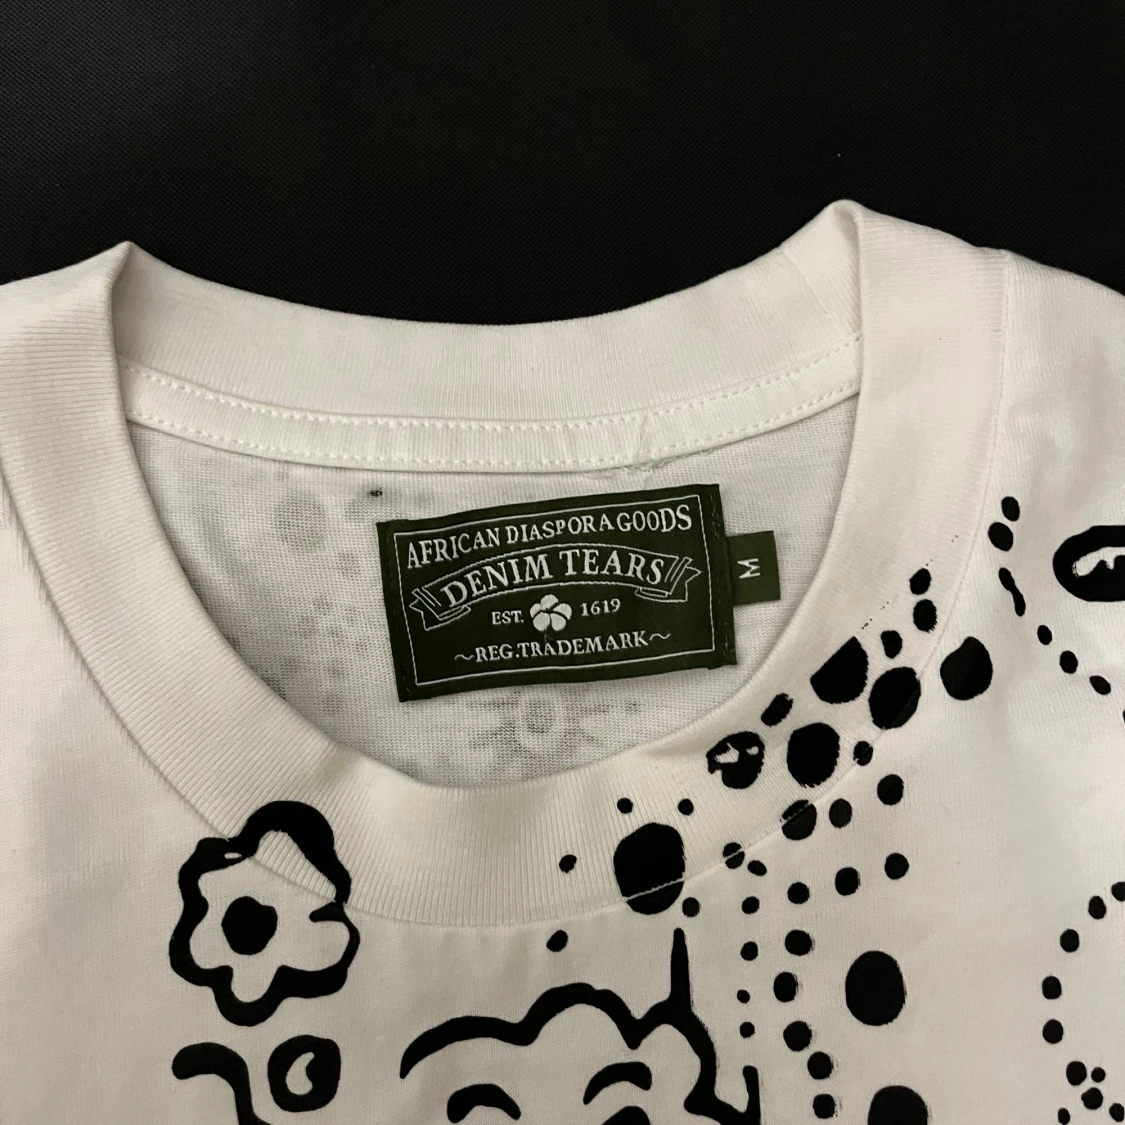 AFRICAN DIASPORA GOODS
DENIM TEARS
EST. 1619
~REG.TRADEMARK~
M